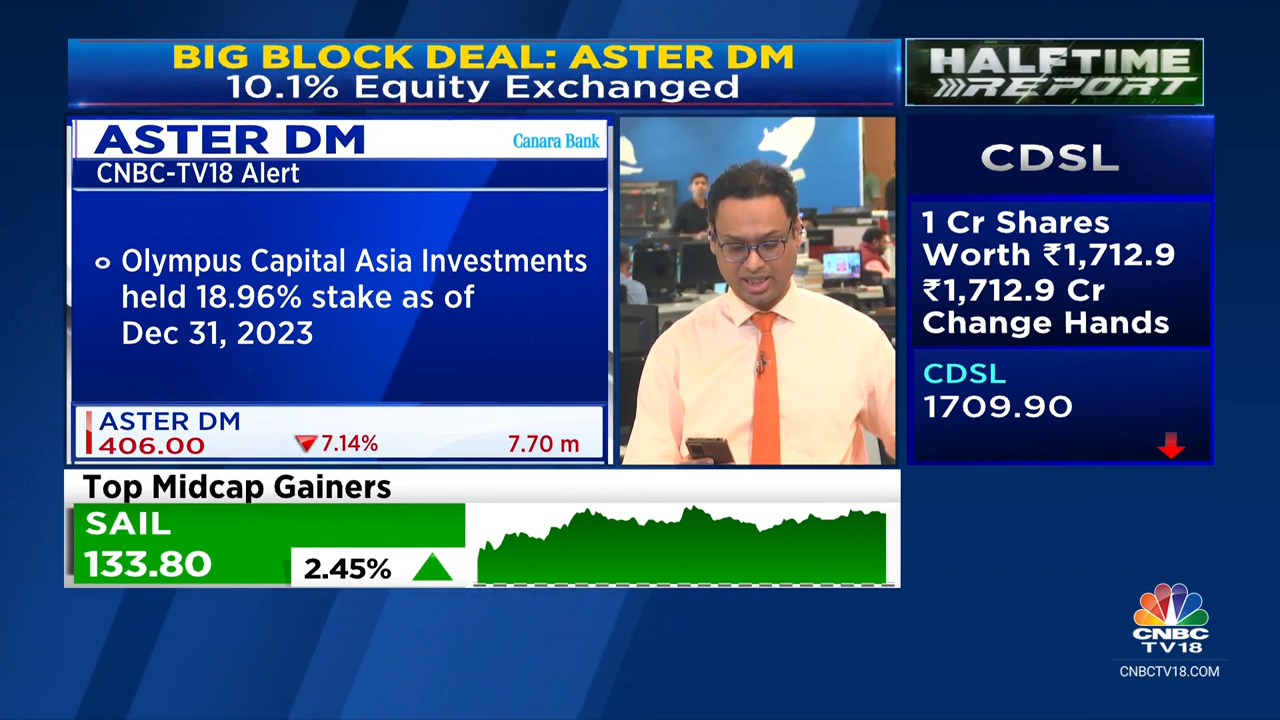 BIG BLOCK DEAL: ASTER DM
10.1% Equity Exchanged
HALFTIME
REPORT
ASTER DM
Canara Bank
CNBC-TV18 Alert
Olympus Capital Asia Investments
held 18.96% stake as of
Dec 31, 2023
ASTER DM
406.00
7.14%
7.70 m
CDSL
1 Cr Shares
Worth ₹1,712.9
₹1,712.9 Cr
Change Hands
CDSL
1709.90
Top Midcap Gainers
SAIL
133.80
2.45%
CNBC
TV18
CNBCTV18.COM